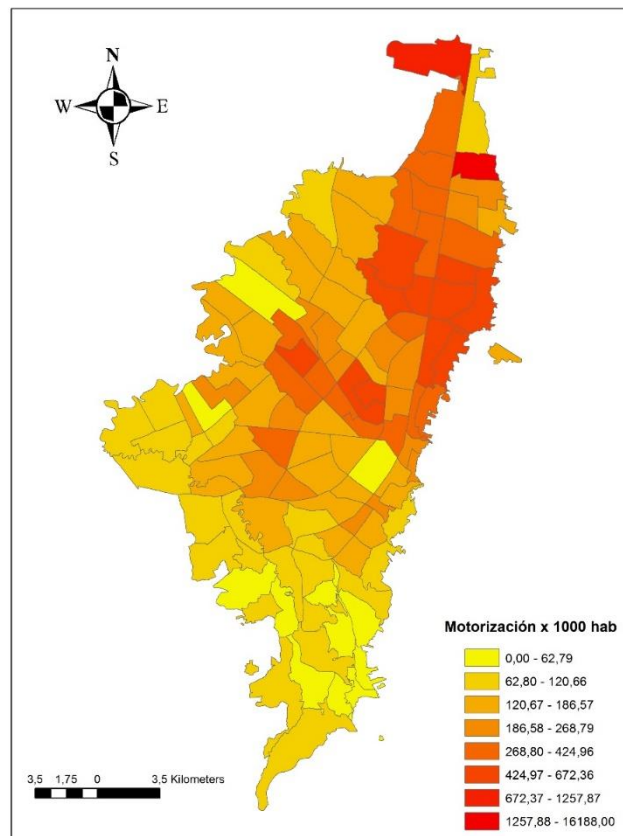 N
W E
S
Motorización x 1000 hab
0,00 - 62,79
62,80 - 120,66
120,67 - 186,57
186,58 - 268,79
268,80 - 424,96
424,97 - 672,36
672,37 - 1257,87
1257,88 - 16188,00
3,5 1,75 0 3,5 Kilometers